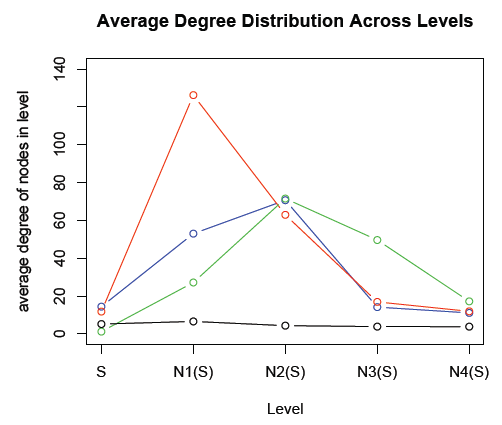 Average Degree Distribution Across Levels
average degree of nodes in level
140
100
80
60
40
20
0
S N1(S) N2(S) N3(S) N4(S)
Level